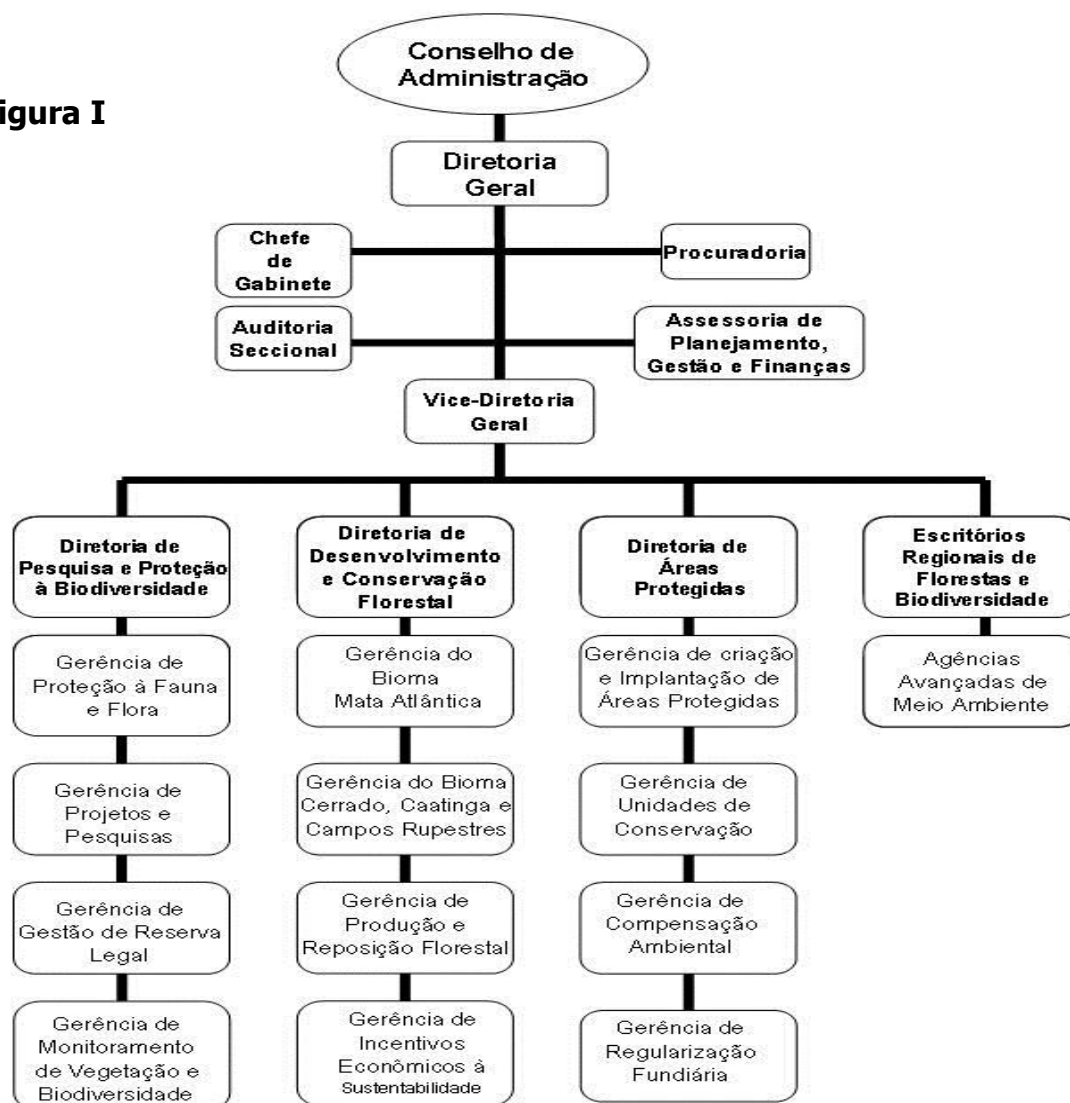 Conselho de
Administração
igura I
Diretoria
Geral
Chefe
de
Gabinete
Procuradoria
Auditoria
Seccional
Assessoria de
Planejamento,
Gestão e Finanças
Vice-Diretoria
Geral
Diretoria de
Pesquisa e Proteção
à Biodiversidade
Gerência de
Proteção à Fauna
e Flora
Gerência de
Projetos e
Pesquisas
Gerência de
Gestão de Reserva
Legal
Gerência de
Monitoramento
de Vegetação e
Biodiversidade
Diretoria de
Desenvolvimento
e Conservação
Florestal
Gerência do
Bioma
Mata Atlântica
Gerência do Bioma
Cerrado, Caatinga e
Campos Rupestres
Gerência de
Produção e
Reposição Florestal
Gerência de
Incentivos
Econômicos à
Sustentabilidade
Diretoria de
Áreas
Protegidas
Gerência de criação
e Implantação de
Áreas Protegidas
Gerência de
Unidades de
Conservação
Gerência de
Compensação
Ambiental
Gerência de
Regularização
Fundiária
Escritórios
Regionais de
Florestas e
Biodiversidade
Agências
Avançadas de
Meio Ambiente